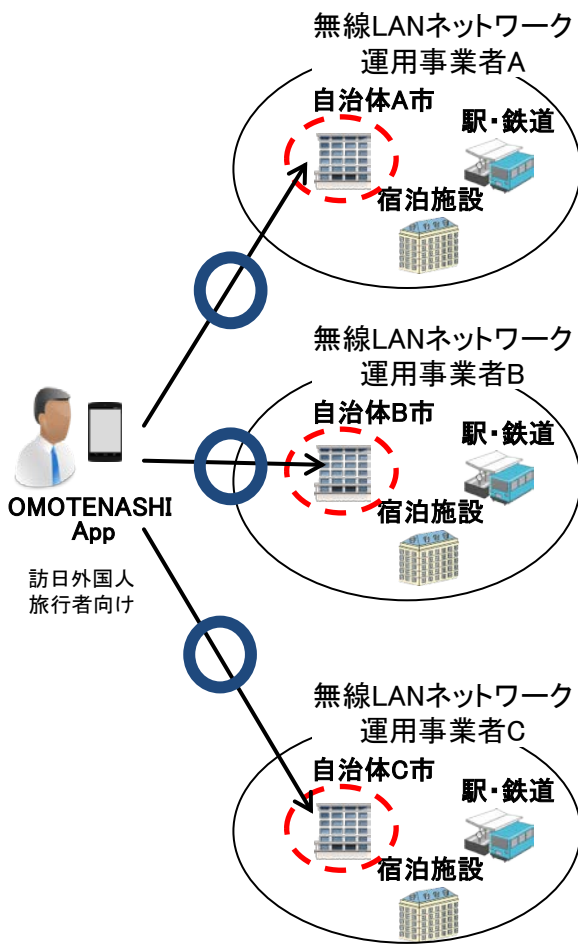 無線LANネットワーク
運用事業者A
自治体A市
駅・鉄道
宿泊施設
無線LANネットワーク
運用事業者B
自治体B市
駅・鉄道
宿泊施設
OMOTENASHI
App
訪日外国人
旅行者向け
無線LANネットワーク
運用事業者C
自治体C市
駅・鉄道
宿泊施設